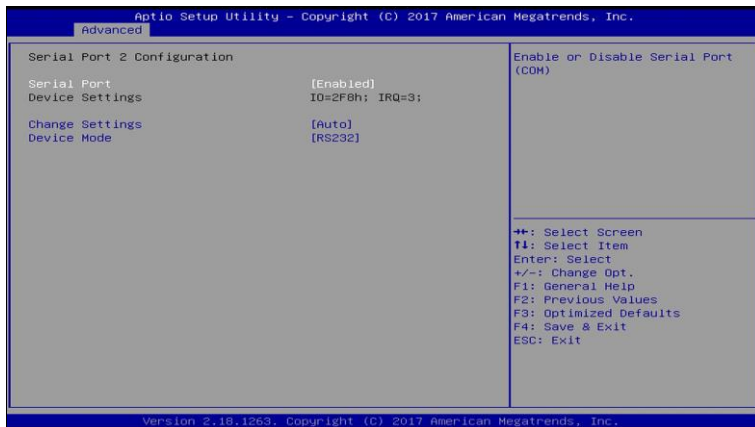 Aptio Setup Utility – Copyright (C) 2017 American Megatrends, Inc.
Advanced
Serial Port 2 Configuration
Serial Port [Enabled]
Device Settings IO=2F8h; IRQ=3;
Change Settings [Auto]
Device Mode [RS232]
Enable or Disable Serial Port
(COM)
→←: Select Screen
↑↓: Select Item
Enter: Select
+/-: Change Opt.
F1: General Help
F2: Previous Values
F3: Optimized Defaults
F4: Save & Exit
ESC: Exit
Version 2.18.1263. Copyright (C) 2017 American Megatrends, Inc.